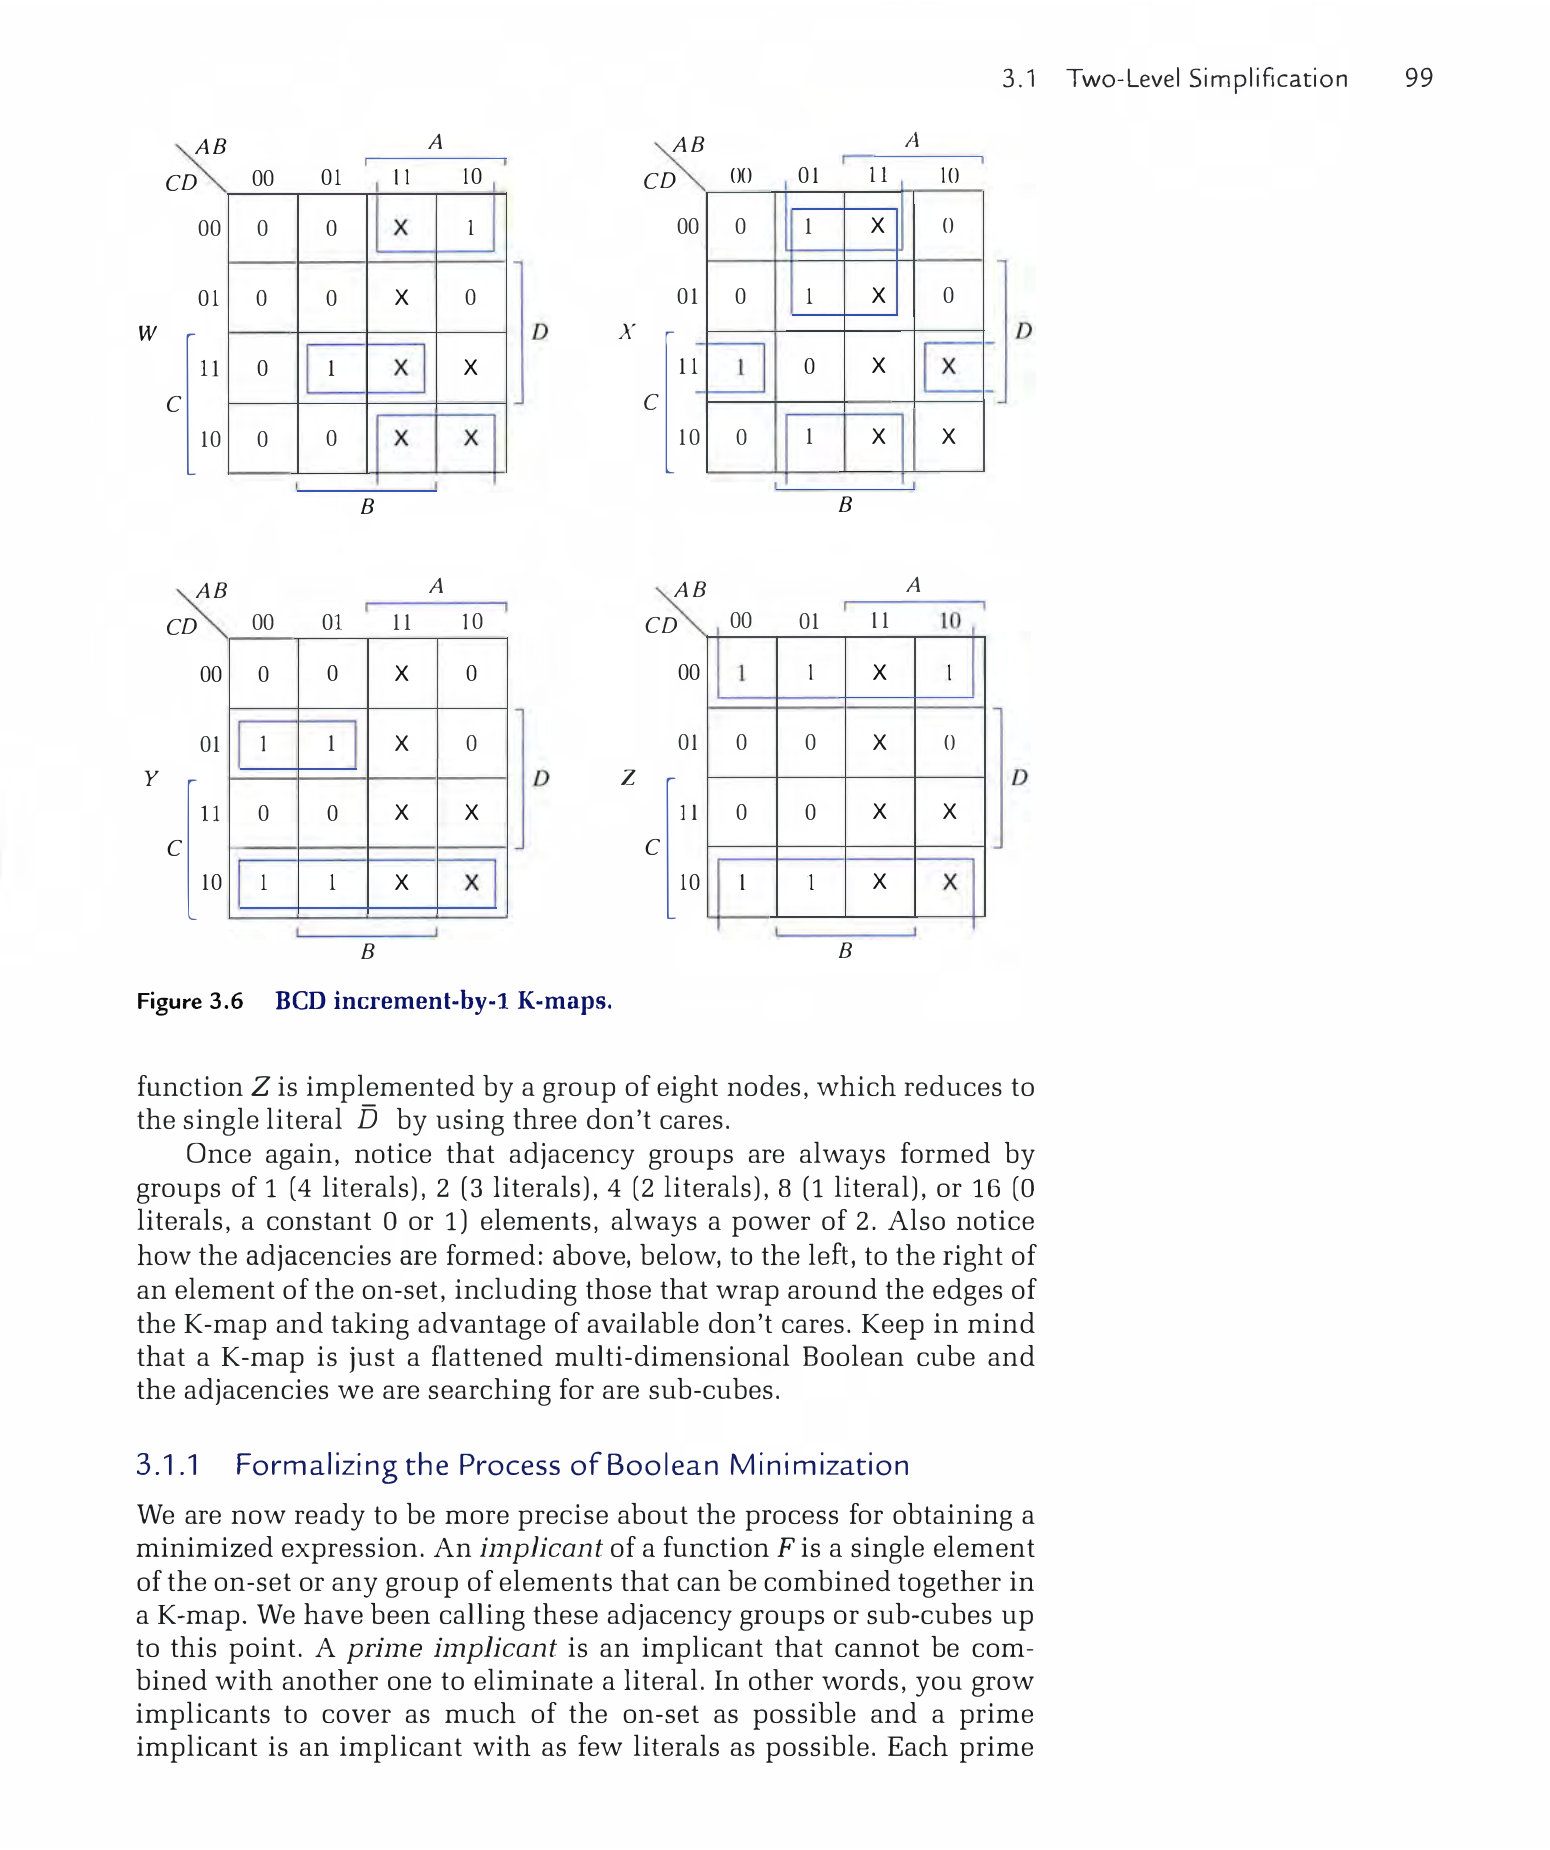 3.1 Two-Level Simplification 99
AB A
CD 00 01 11 10
00 0 0 X 1
01 0 0 X 0
W D
11 0 1 X X
C
10 0 0 X X
B
AB A
CD 00 01 11 10
00 0 1 X 0
01 0 1 X 0
X D
11 1 0 X X
C
10 0 1 X X
B
AB A
CD 00 01 11 10
00 0 0 X 0
01 1 1 X 0
Y D
11 0 0 X X
C
10 1 1 X X
B
AB A
CD 00 01 11 10
00 1 1 X 1
01 0 0 X 0
Z D
11 0 0 X X
C
10 1 1 X X
B
Figure 3.6 BCD increment-by-1 K-maps.
function Z is implemented by a group of eight nodes, which reduces to
the single literal D̅ by using three don't cares.
Once again, notice that adjacency groups are always formed by
groups of 1 (4 literals), 2 (3 literals), 4 (2 literals), 8 (1 literal), or 16 (0
literals, a constant 0 or 1) elements, always a power of 2. Also notice
how the adjacencies are formed: above, below, to the left, to the right of
an element of the on-set, including those that wrap around the edges of
the K-map and taking advantage of available don't cares. Keep in mind
that a K-map is just a flattened multi-dimensional Boolean cube and
the adjacencies we are searching for are sub-cubes.
3.1.1 Formalizing the Process of Boolean Minimization
We are now ready to be more precise about the process for obtaining a
minimized expression. An implicant of a function F is a single element
of the on-set or any group of elements that can be combined together in
a K-map. We have been calling these adjacency groups or sub-cubes up
to this point. A prime implicant is an implicant that cannot be com-
bined with another one to eliminate a literal. In other words, you grow
implicants to cover as much of the on-set as possible and a prime
implicant is an implicant with as few literals as possible. Each prime